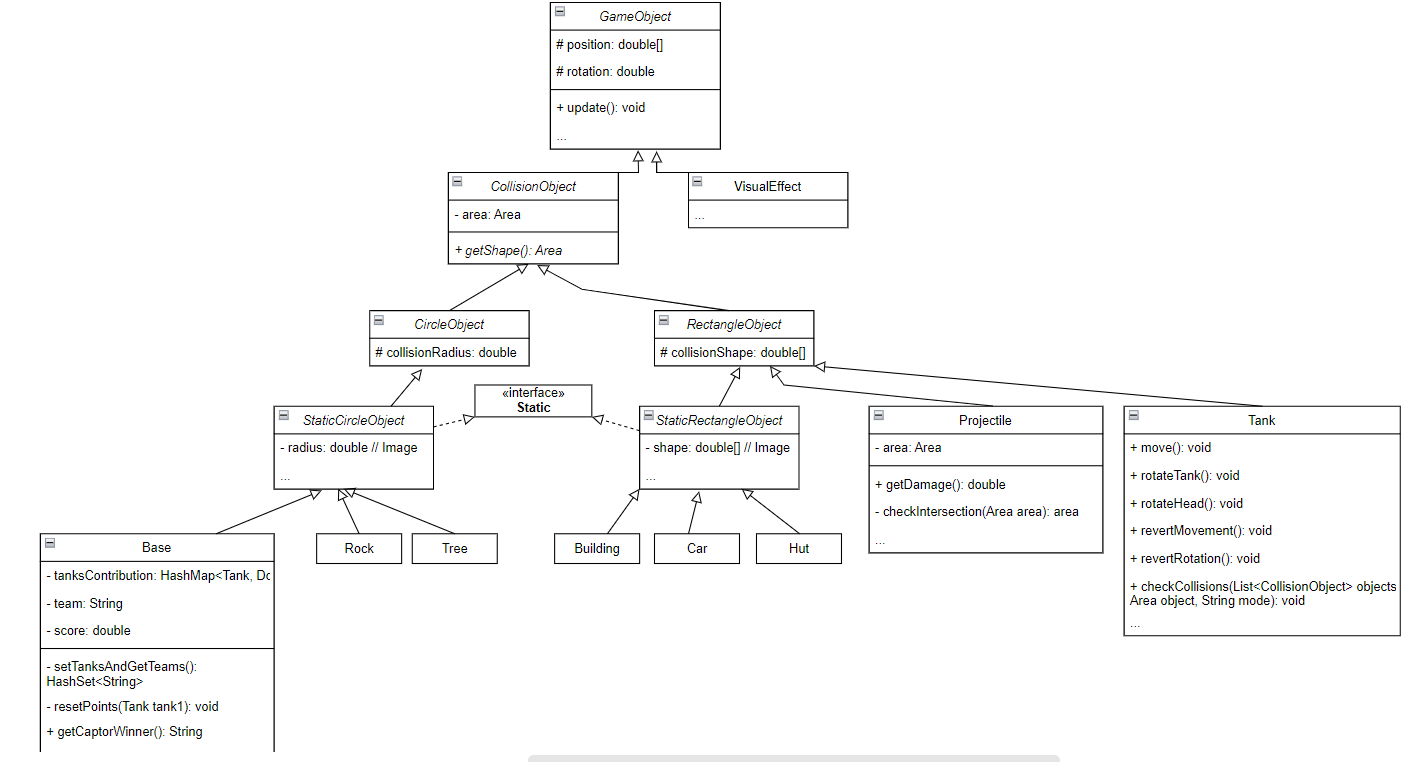 GameObject
# position: double[]
# rotation: double
+ update(): void
...
CollisionObject
- area: Area
+ getShape(): Area
VisualEffect
...
CircleObject
# collisionRadius: double
RectangleObject
# collisionShape: double[]
«interface»
Static
StaticCircleObject
- radius: double // Image
...
StaticRectangleObject
- shape: double[] // Image
...
Projectile
- area: Area
+ getDamage(): double
- checkIntersection(Area area): area
...
Tank
+ move(): void
+ rotateTank(): void
+ rotateHead(): void
+ revertMovement(): void
+ revertRotation(): void
+ checkCollisions(List<CollisionObject> objects
Area object, String mode): void
...
Base
- tanksContribution: HashMap<Tank, Dc
- team: String
- score: double
- setTanksAndGetTeams():
HashSet<String>
- resetPoints(Tank tank1): void
+ getCaptorWinner(): String
Rock
Tree
Building
Car
Hut